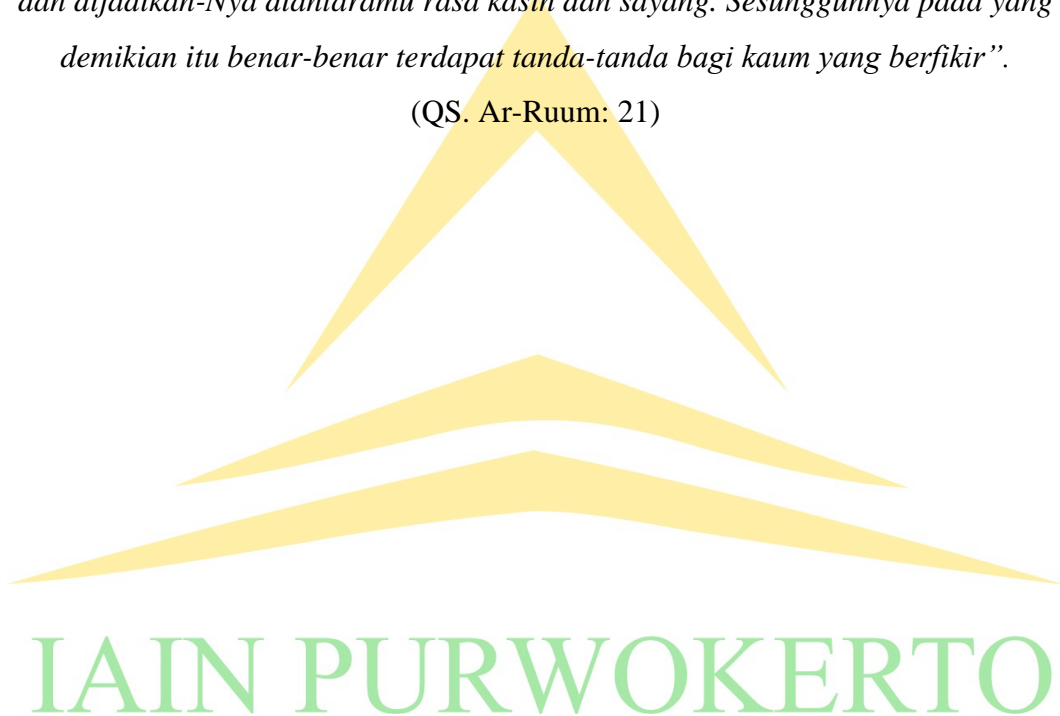 dan dijadikan-Nya diantaramu rasa kasih dan sayang. Sesungguhnya pada yang
demikian itu benar-benar terdapat tanda-tanda bagi kaum yang berfikir”.
(QS. Ar-Ruum: 21)
IAIN PURWOKERTO